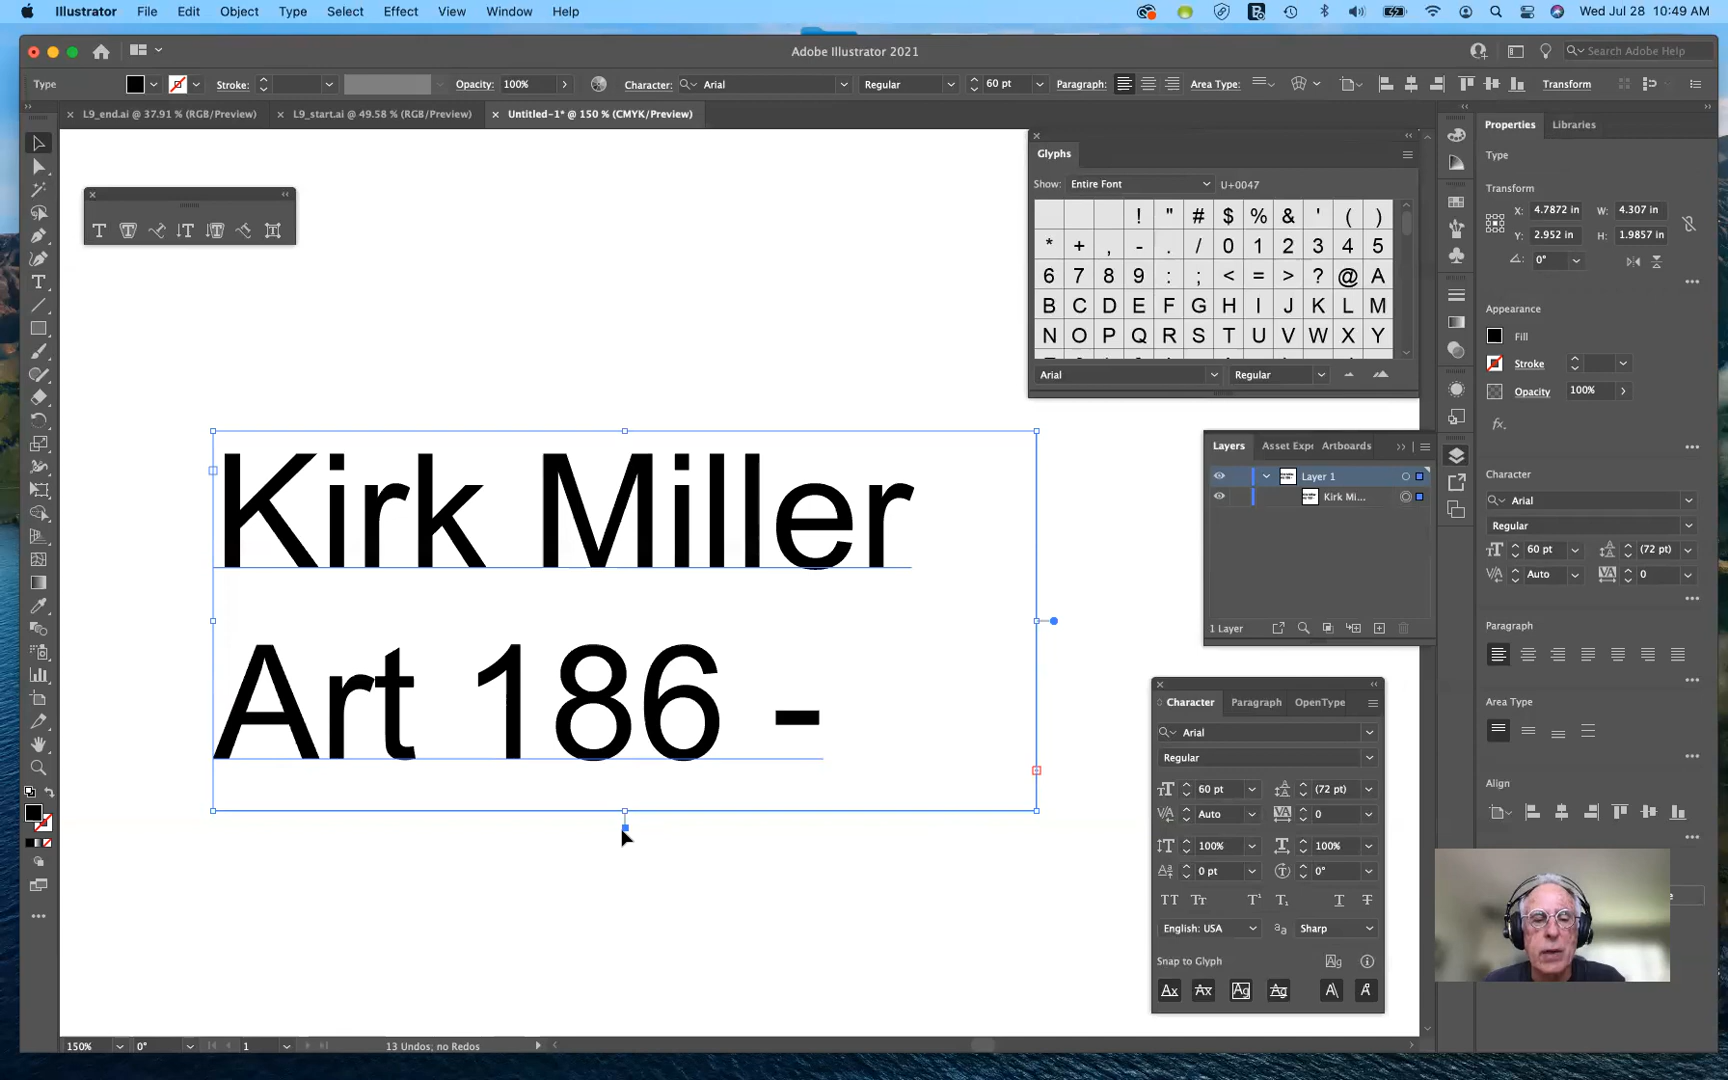 Illustrator File Edit Object Type Select Effect View Window Help
Wed Jul 28 10:49 AM
Adobe Illustrator 2021
Search Adobe Help
Type Stroke: Opacity: 100% Character: Arial Regular 60 pt Paragraph: Area Type: Transform
L9_end.ai @ 37.91 % (RGB/Preview) L9_start.ai @ 49.58 % (RGB/Preview) Untitled-1* @ 150 % (CMYK/Preview)
Kirk Miller
Art 186 -
Glyphs
Show: Entire Font U+0047
! " # $ % & ' ( )
* + , - . / 0 1 2 3 4 5
6 7 8 9 : ; < = > ? @ A
B C D E F G H I J K L M
N O P Q R S T U V W X Y
Arial Regular
Layers Asset Expo Artboards
Layer 1
Kirk Mi...
1 Layer
Character Paragraph OpenType
Arial
Regular
60 pt (72 pt)
Auto 0
100% 100%
0 pt 0°
English: USA Sharp
Snap to Glyph
Properties Libraries
Type
Transform
X: 4.7872 in W: 4.307 in
Y: 2.952 in H: 1.9857 in
0°
Appearance
Fill
Stroke
Opacity 100%
Character
Arial
Regular
60 pt (72 pt)
Auto 0
Paragraph
Area Type
Align
150% 0° 1 13 Undos; no Redos